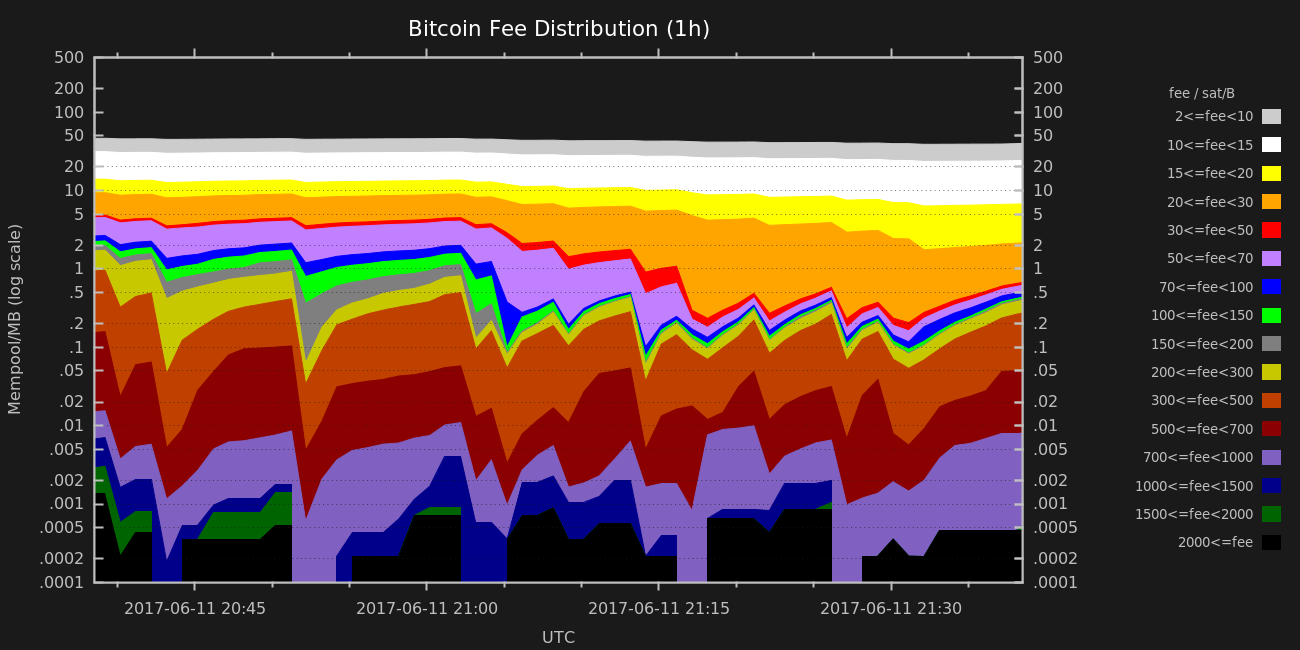 Bitcoin Fee Distribution (1h)
500 500
200 200
100 100
50 50
20 20
10 10
5 5
2 2
1 1
.5 .5
.2 .2
.1 .1
.05 .05
.02 .02
.01 .01
.005 .005
.002 .002
.001 .001
.0005 .0005
.0002 .0002
.0001 .0001
Mempool/MB (log scale)
2017-06-11 20:45 2017-06-11 21:00 2017-06-11 21:15 2017-06-11 21:30
UTC
fee / sat/B
2<=fee<10
10<=fee<15
15<=fee<20
20<=fee<30
30<=fee<50
50<=fee<70
70<=fee<100
100<=fee<150
150<=fee<200
200<=fee<300
300<=fee<500
500<=fee<700
700<=fee<1000
1000<=fee<1500
1500<=fee<2000
2000<=fee